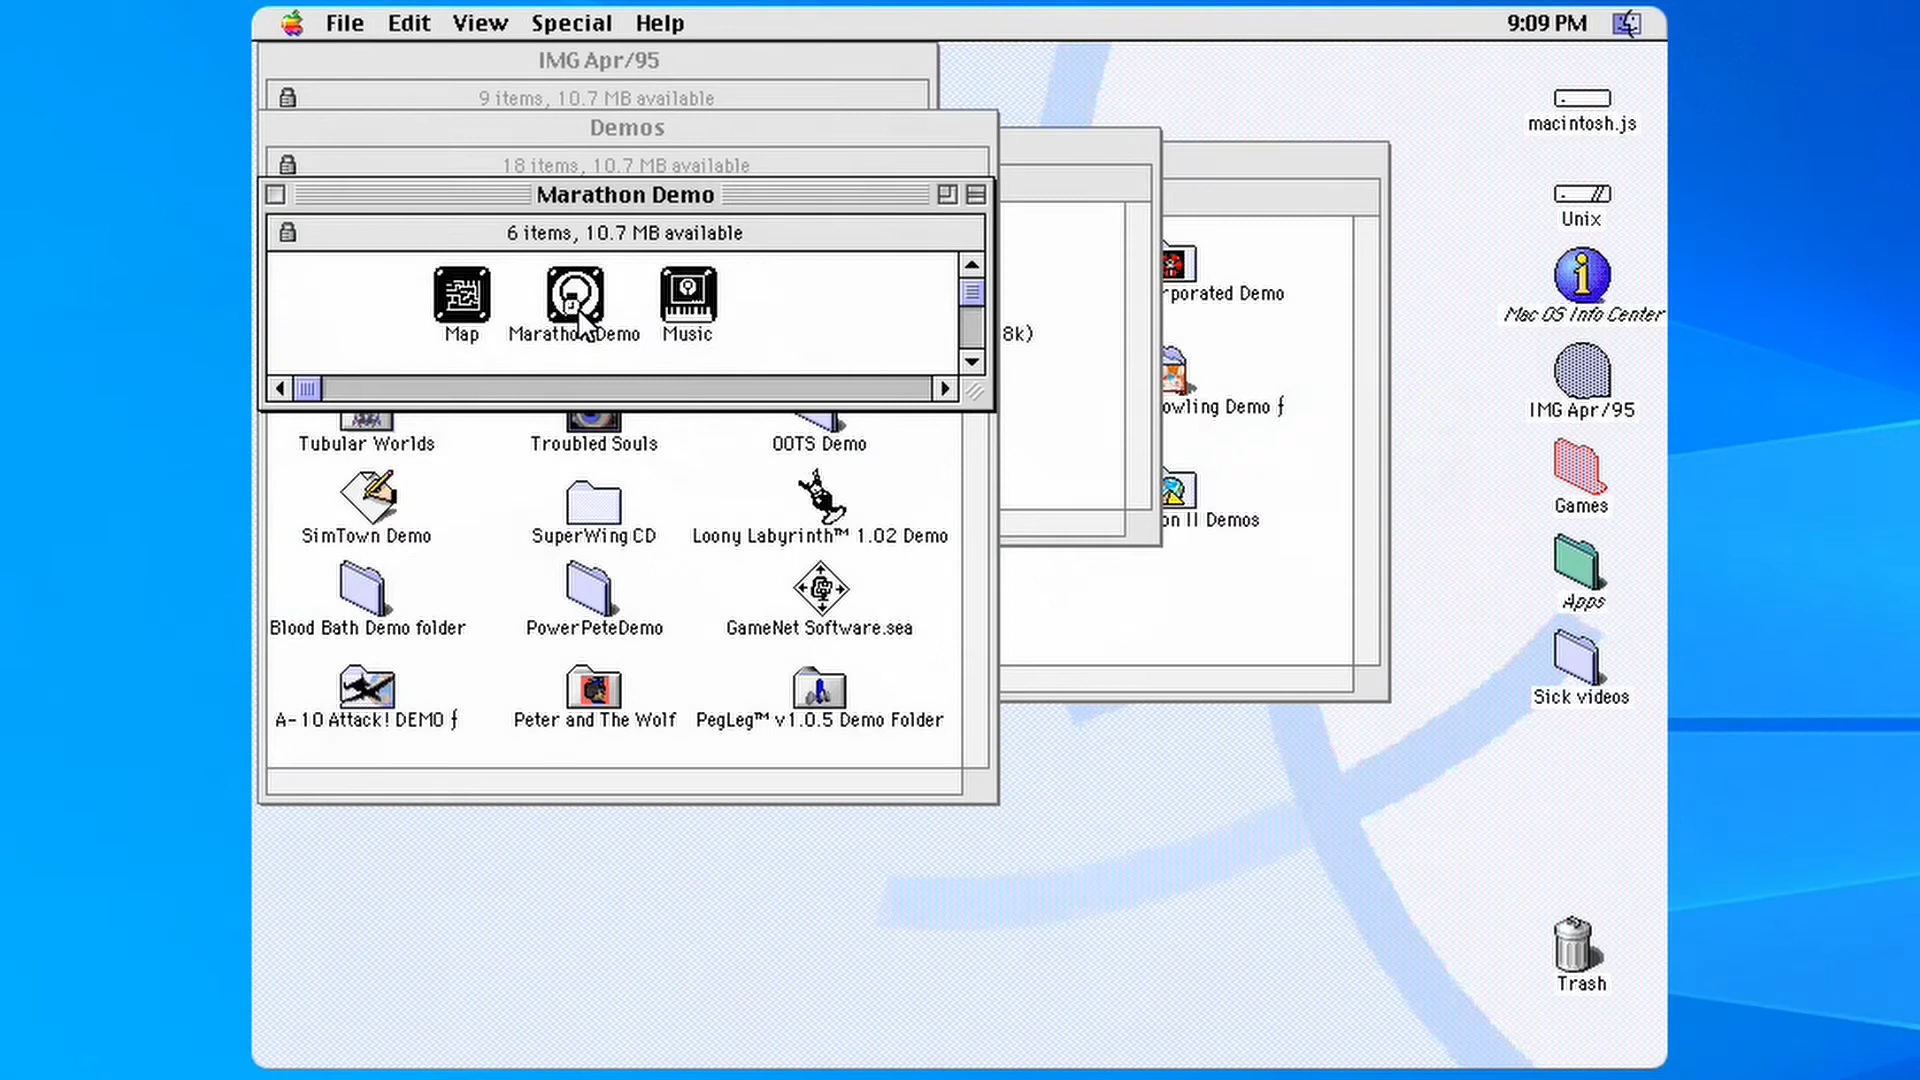 File Edit View Special Help 9:09 PM
IMG Apr/95
9 items, 10.7 MB available
Demos
18 items, 10.7 MB available
Marathon Demo
6 items, 10.7 MB available
Map Marathon Demo Music
8k)
rporated Demo
owling Demo ƒ
on II Demos
Tubular Worlds Troubled Souls OOTS Demo
SimTown Demo SuperWing CD Loony Labyrinth™ 1.02 Demo
Blood Bath Demo folder PowerPeteDemo GameNet Software.sea
A-10 Attack! DEMO ƒ Peter and The Wolf PegLeg™ v1.0.5 Demo Folder
macintosh.js
Unix
Mac OS Info Center
IMG Apr/95
Games
Apps
Sick videos
Trash